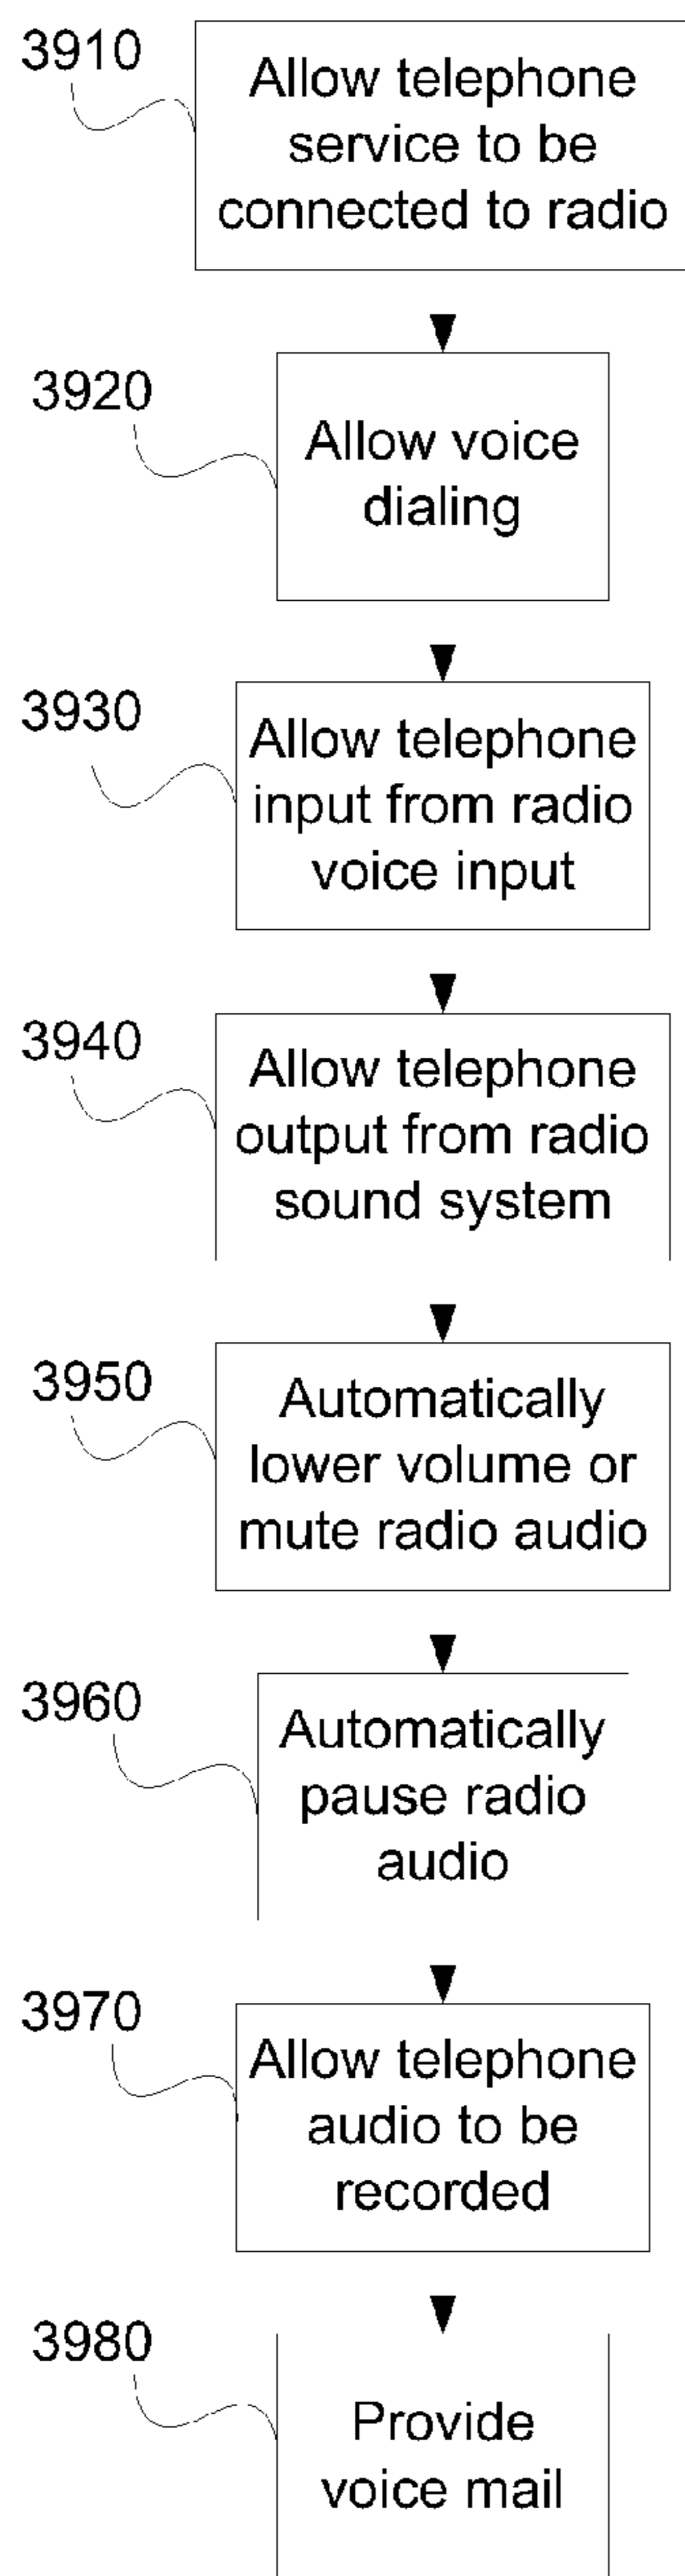 3910
Allow telephone
service to be
connected to radio
3920
Allow voice
dialing
3930
Allow telephone
input from radio
voice input
3940
Allow telephone
output from radio
sound system
3950
Automatically
lower volume or
mute radio audio
3960
Automatically
pause radio
audio
3970
Allow telephone
audio to be
recorded
3980
Provide
voice mail